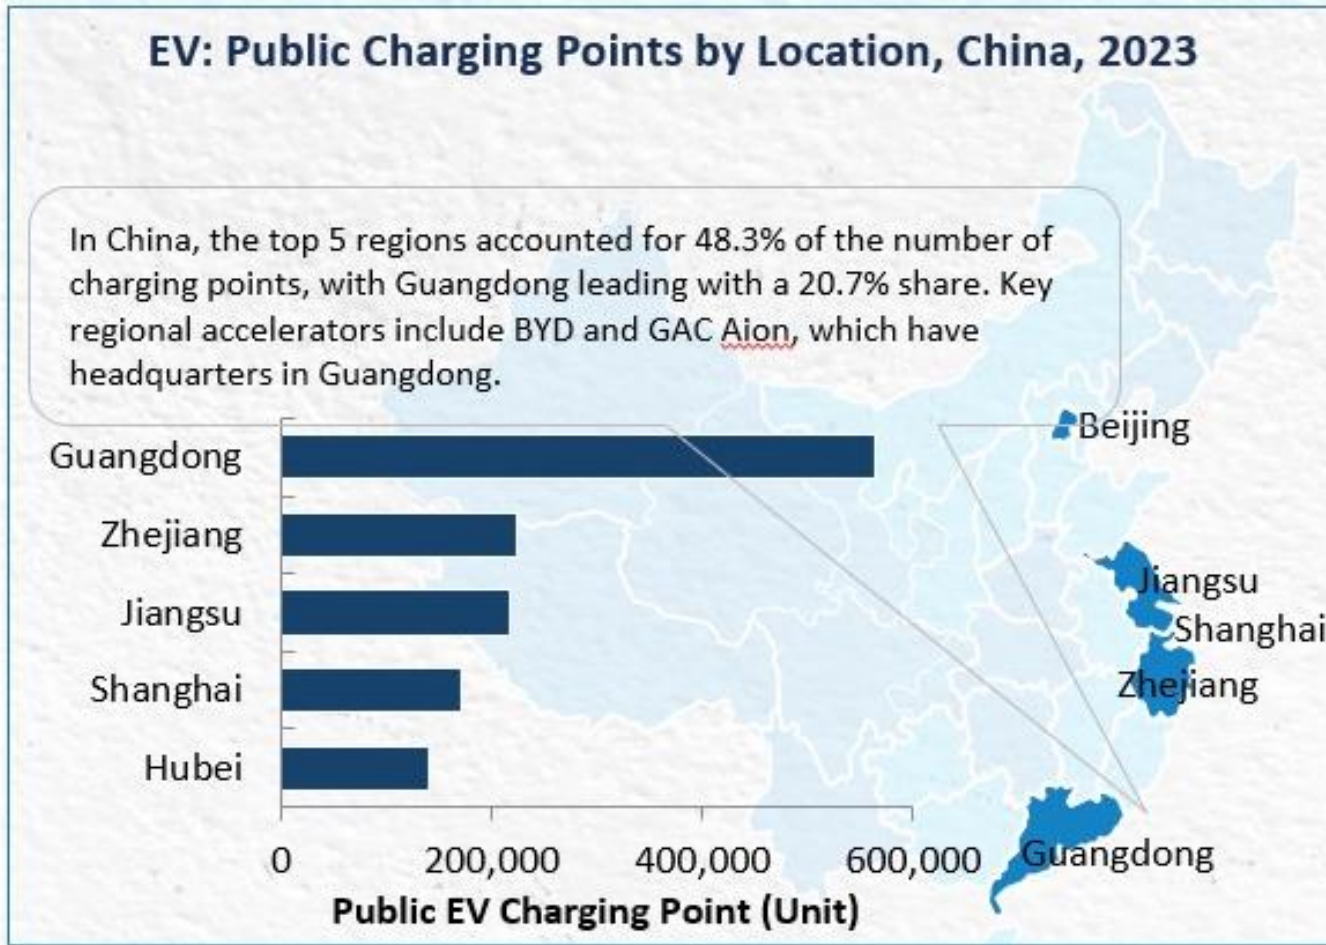 EV: Public Charging Points by Location, China, 2023
In China, the top 5 regions accounted for 48.3% of the number of
charging points, with Guangdong leading with a 20.7% share. Key
regional accelerators include BYD and GAC Aion, which have
headquarters in Guangdong.
Beijing
Guangdong
Zhejiang
Jiangsu
Shanghai
Hubei
Jiangsu
Shanghai
Zhejiang
Guangdong
0 200,000 400,000 600,000
Public EV Charging Point (Unit)